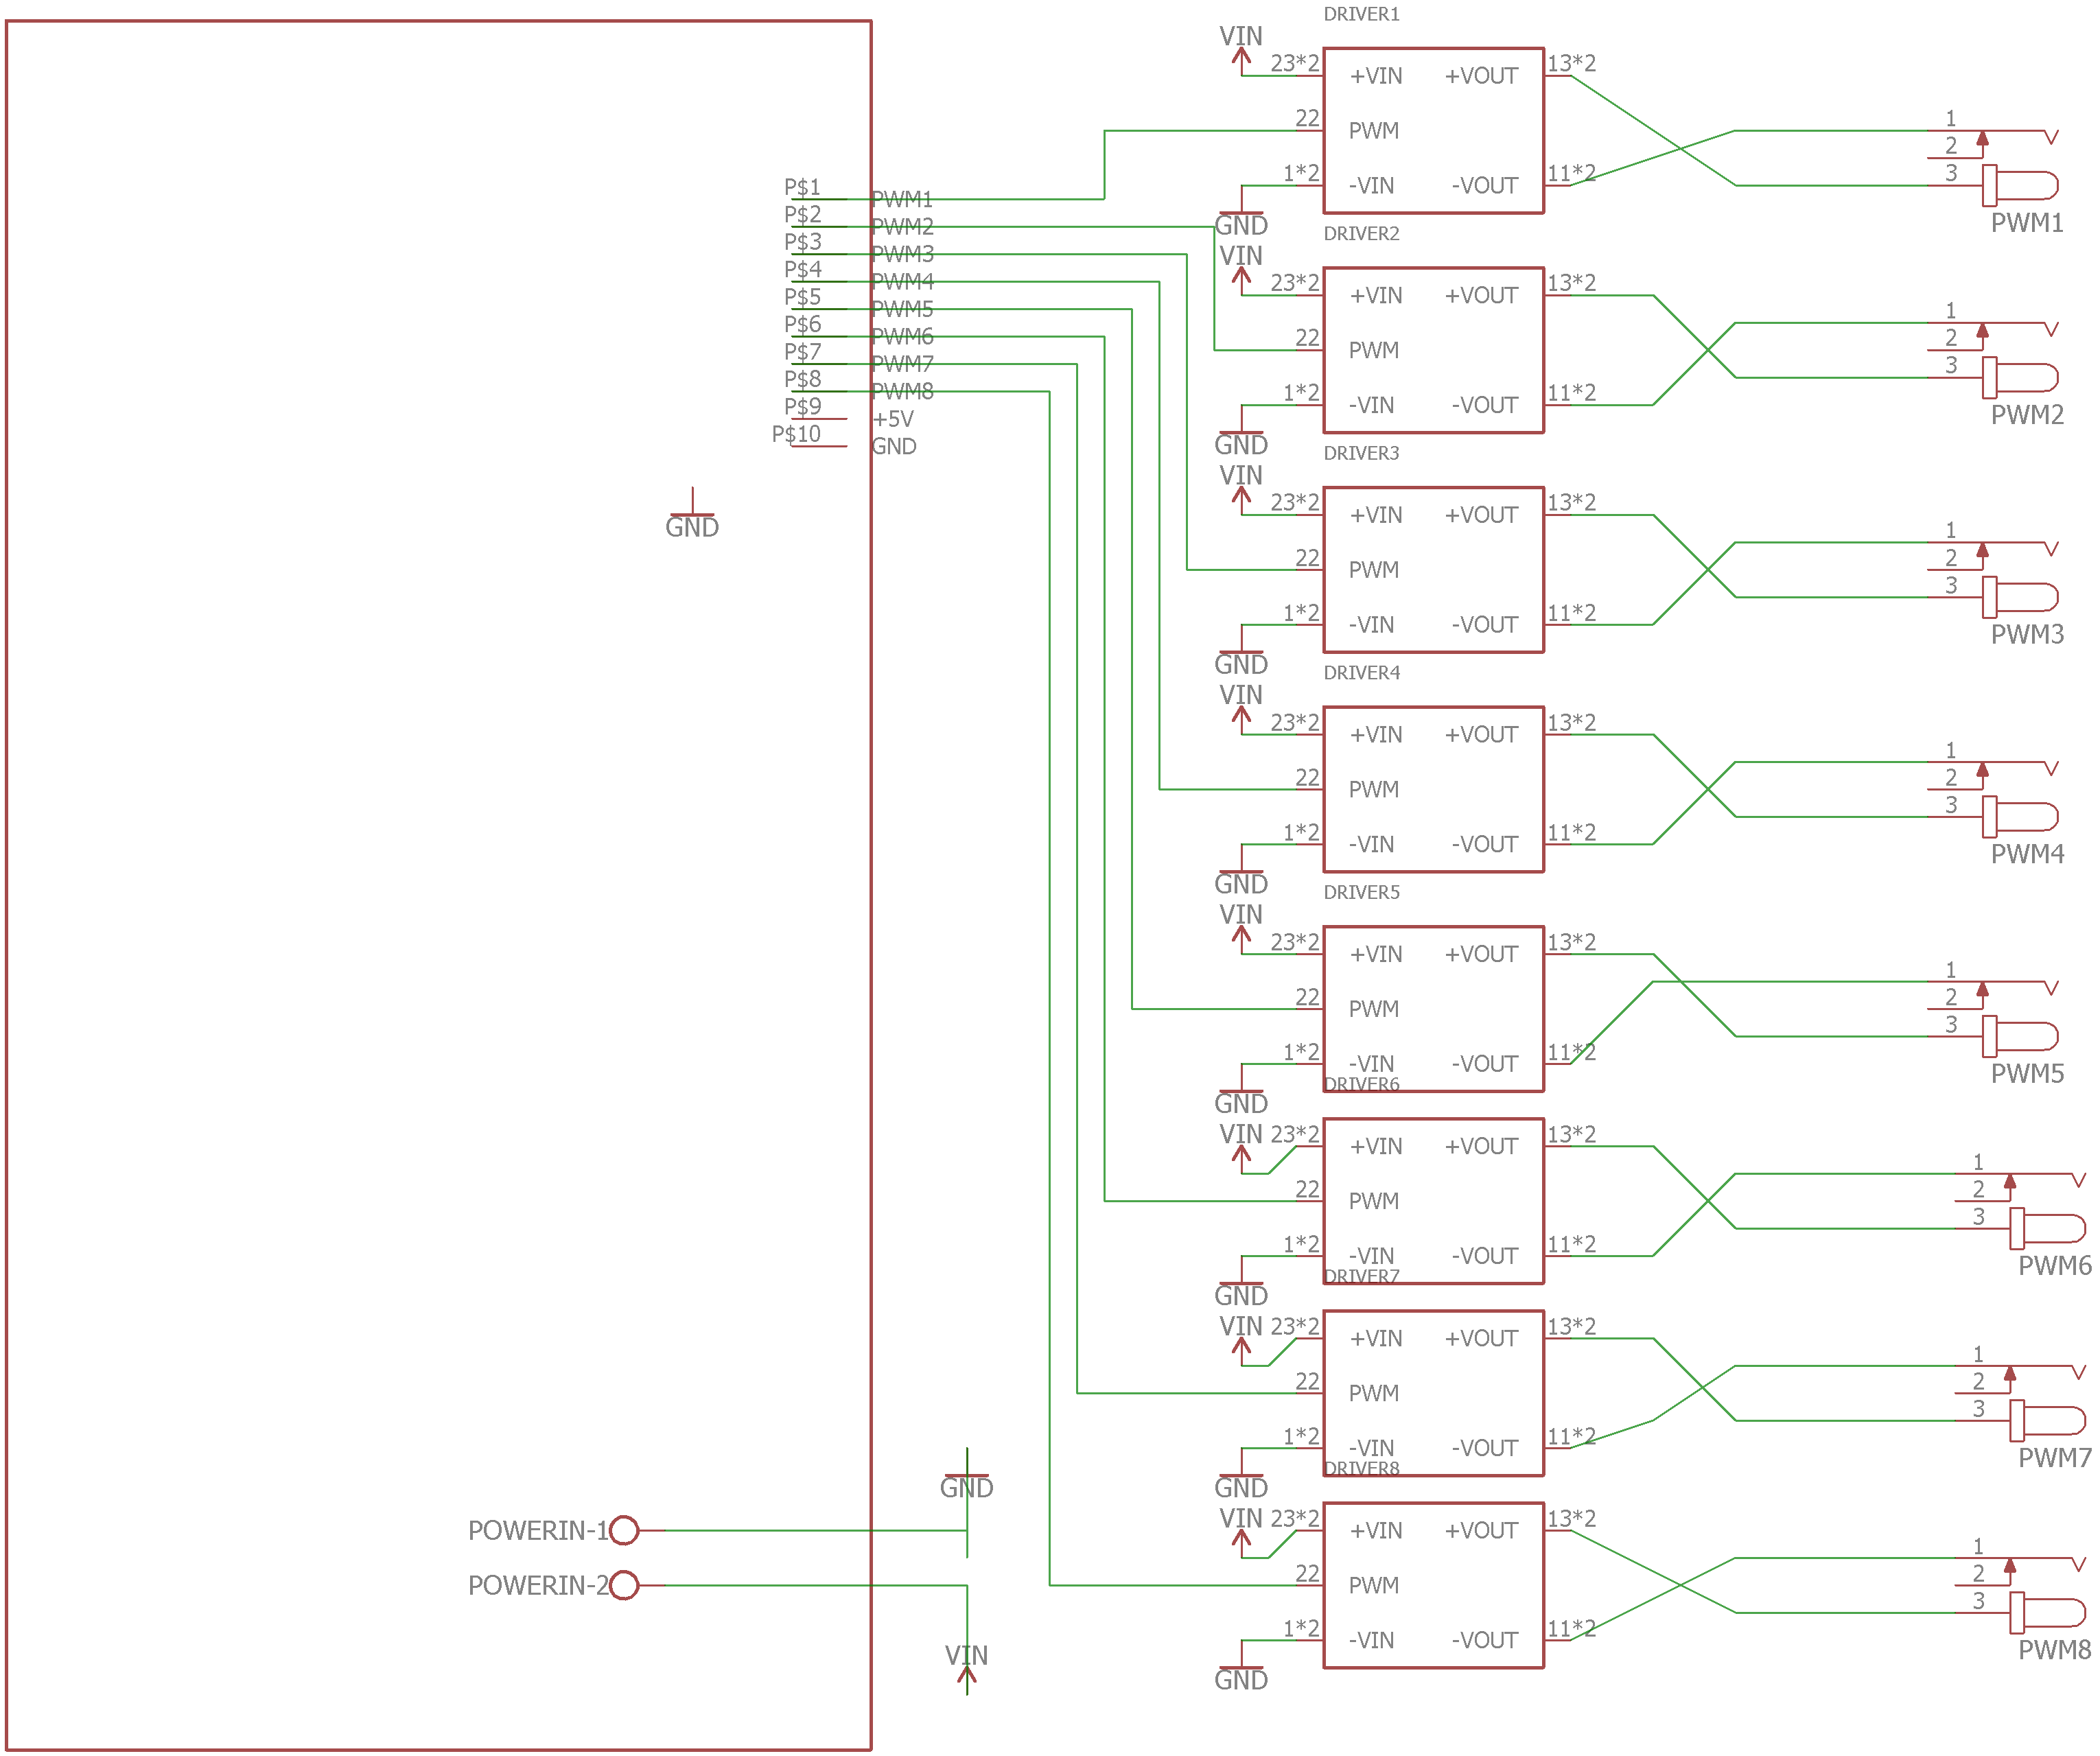 P$1 PWM1
P$2 PWM2
P$3 PWM3
P$4 PWM4
P$5 PWM5
P$6 PWM6
P$7 PWM7
P$8 PWM8
P$9 +5V
P$10 GND
GND
GND
POWERIN-1
POWERIN-2
VIN
DRIVER1
VIN
23*2 +VIN +VOUT 13*2
22 PWM
1*2 -VIN -VOUT 11*2
GND
1
2
3
PWM1
DRIVER2
VIN
23*2 +VIN +VOUT 13*2
22 PWM
1*2 -VIN -VOUT 11*2
GND
1
2
3
PWM2
DRIVER3
VIN
23*2 +VIN +VOUT 13*2
22 PWM
1*2 -VIN -VOUT 11*2
GND
1
2
3
PWM3
DRIVER4
VIN
23*2 +VIN +VOUT 13*2
22 PWM
1*2 -VIN -VOUT 11*2
GND
1
2
3
PWM4
DRIVER5
VIN
23*2 +VIN +VOUT 13*2
22 PWM
1*2 -VIN -VOUT 11*2
GND
1
2
3
PWM5
DRIVER6
VIN
23*2 +VIN +VOUT 13*2
22 PWM
1*2 -VIN -VOUT 11*2
GND
1
2
3
PWM6
DRIVER7
VIN
23*2 +VIN +VOUT 13*2
22 PWM
1*2 -VIN -VOUT 11*2
GND
1
2
3
PWM7
DRIVER8
VIN
23*2 +VIN +VOUT 13*2
22 PWM
1*2 -VIN -VOUT 11*2
GND
1
2
3
PWM8